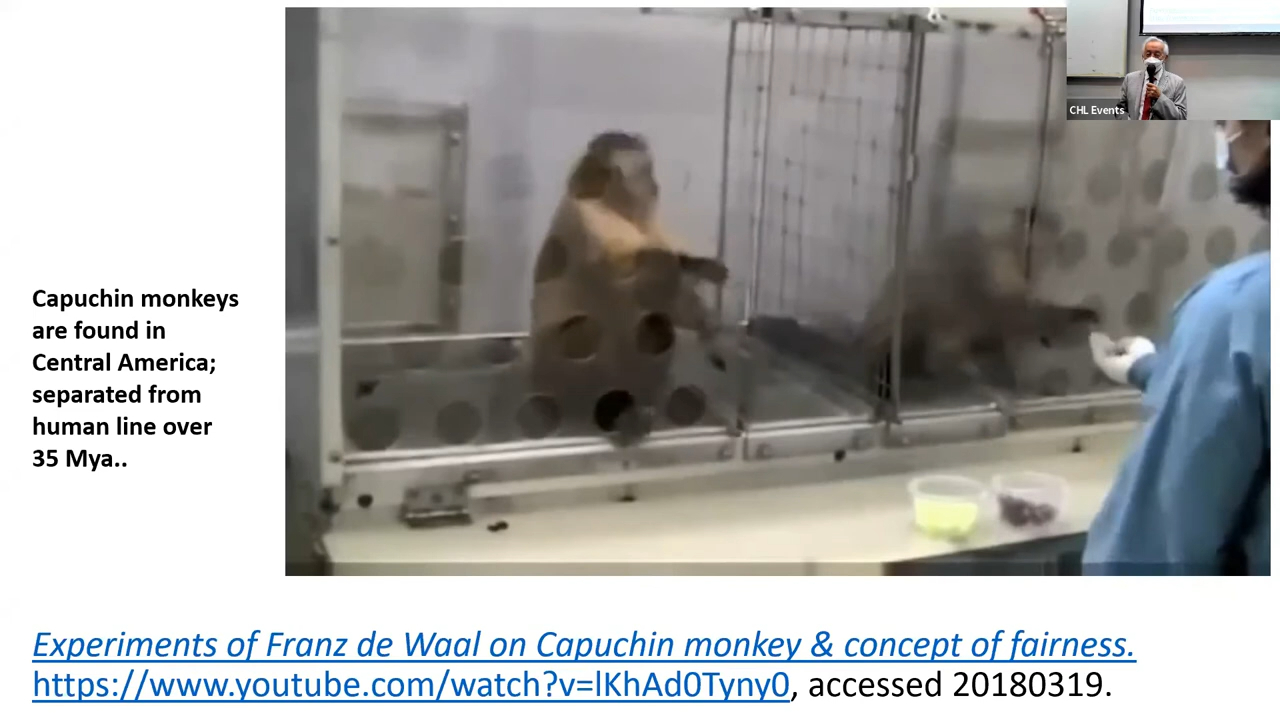 CHL Events
Capuchin monkeys
are found in
Central America;
separated from
human line over
35 Mya..
Experiments of Franz de Waal on Capuchin monkey & concept of fairness.
https://www.youtube.com/watch?v=lKhAd0Tyny0, accessed 20180319.